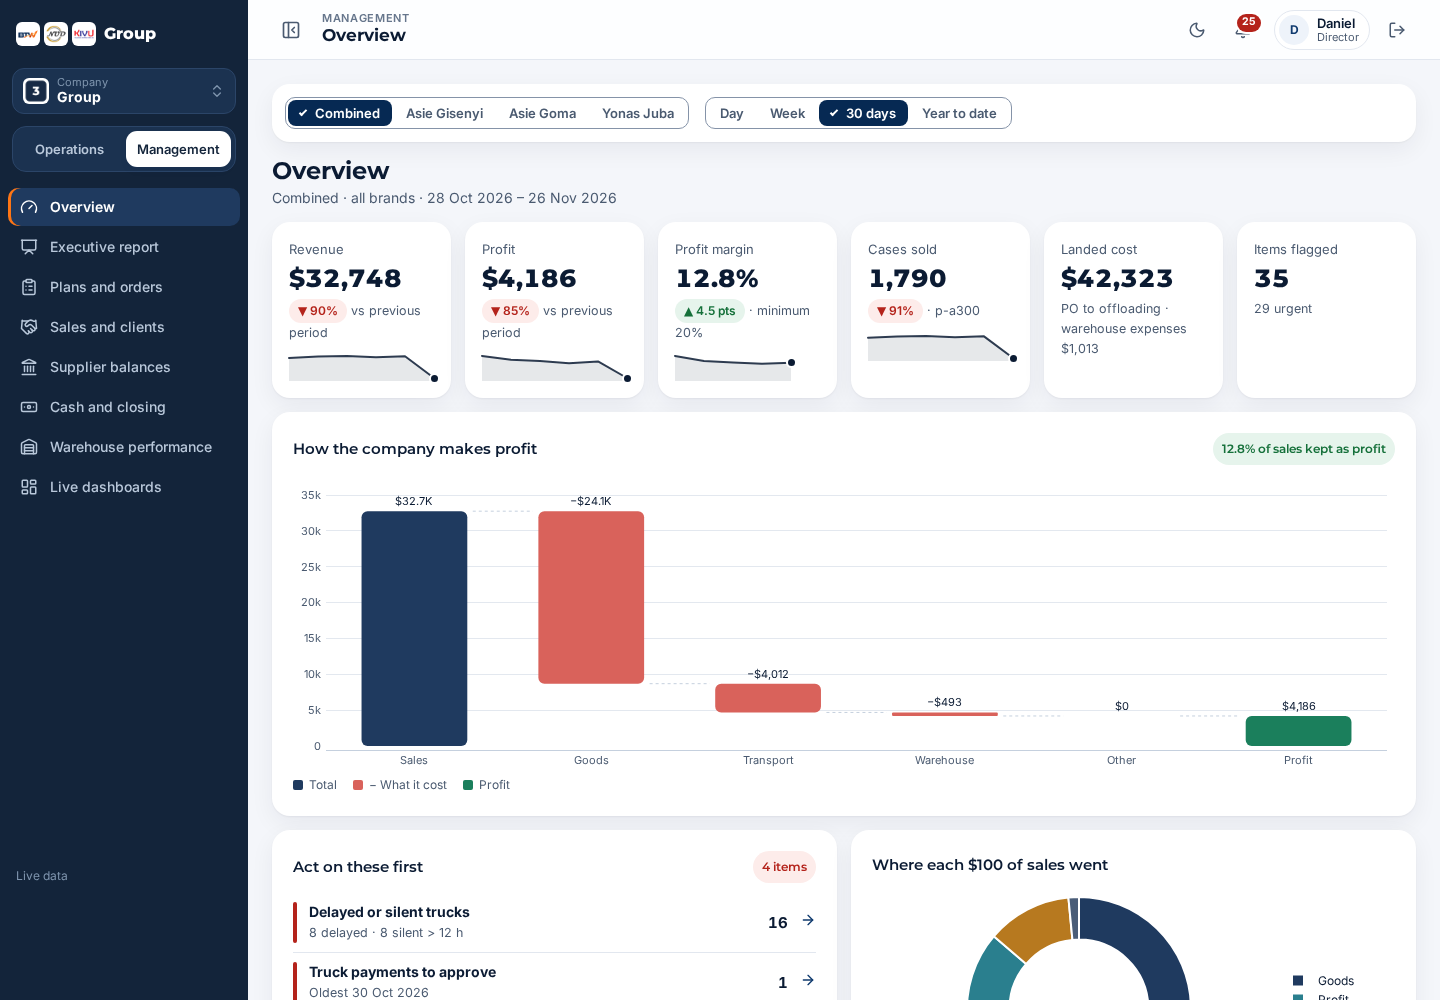 BTW NUD KIVU Group
Company
3 Group
Operations Management
Overview
Executive report
Plans and orders
Sales and clients
Supplier balances
Cash and closing
Warehouse performance
Live dashboards
Live data
MANAGEMENT
Overview
25
D Daniel
Director
Combined Asie Gisenyi Asie Goma Yonas Juba Day Week 30 days Year to date
Overview
Combined · all brands · 28 Oct 2026 – 26 Nov 2026
Revenue
$32,748
▼ 90% vs previous
period
Profit
$4,186
▼ 85% vs previous
period
Profit margin
12.8%
▲ 4.5 pts · minimum
20%
Cases sold
1,790
▼ 91% · p-a300
Landed cost
$42,323
PO to offloading ·
warehouse expenses
$1,013
Items flagged
35
29 urgent
How the company makes profit
12.8% of sales kept as profit
35k
30k
25k
20k
15k
10k
5k
0
$32.7K
−$24.1K
−$4,012
−$493
$0
$4,186
Sales Goods Transport Warehouse Other Profit
Total − What it cost Profit
Act on these first
4 items
Delayed or silent trucks
8 delayed · 8 silent > 12 h
16
Truck payments to approve
Oldest 30 Oct 2026
1
Where each $100 of sales went
Goods
Profit